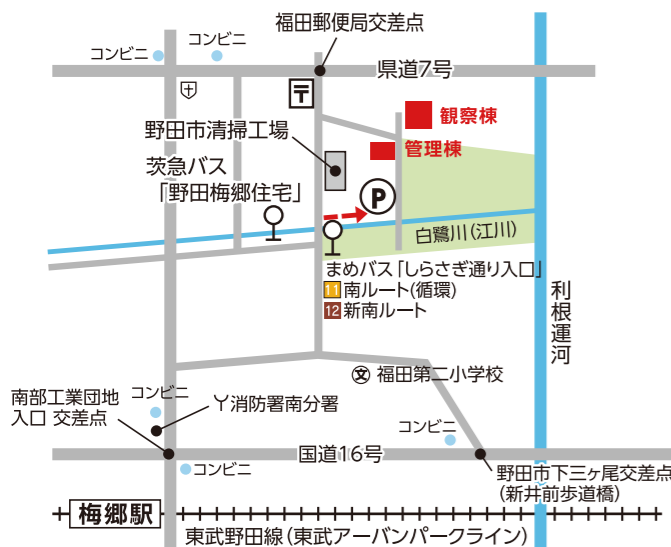 福田郵便局交差点
コンビニ
コンビニ
県道7号
〒
観察棟
野田市清掃工場
管理棟
茨急バス
「野田梅郷住宅」
P
白鷺川(江川)
まめバス「しらさぎ通り入口」
11 南ルート(循環)
12 新南ルート
利根運河
文 福田第二小学校
南部工業団地
入口 交差点
コンビニ
Y消防署南分署
コンビニ
国道16号
コンビニ
野田市下三ヶ尾交差点
(新井前歩道橋)
梅郷駅
東武野田線(東武アーバンパークライン)